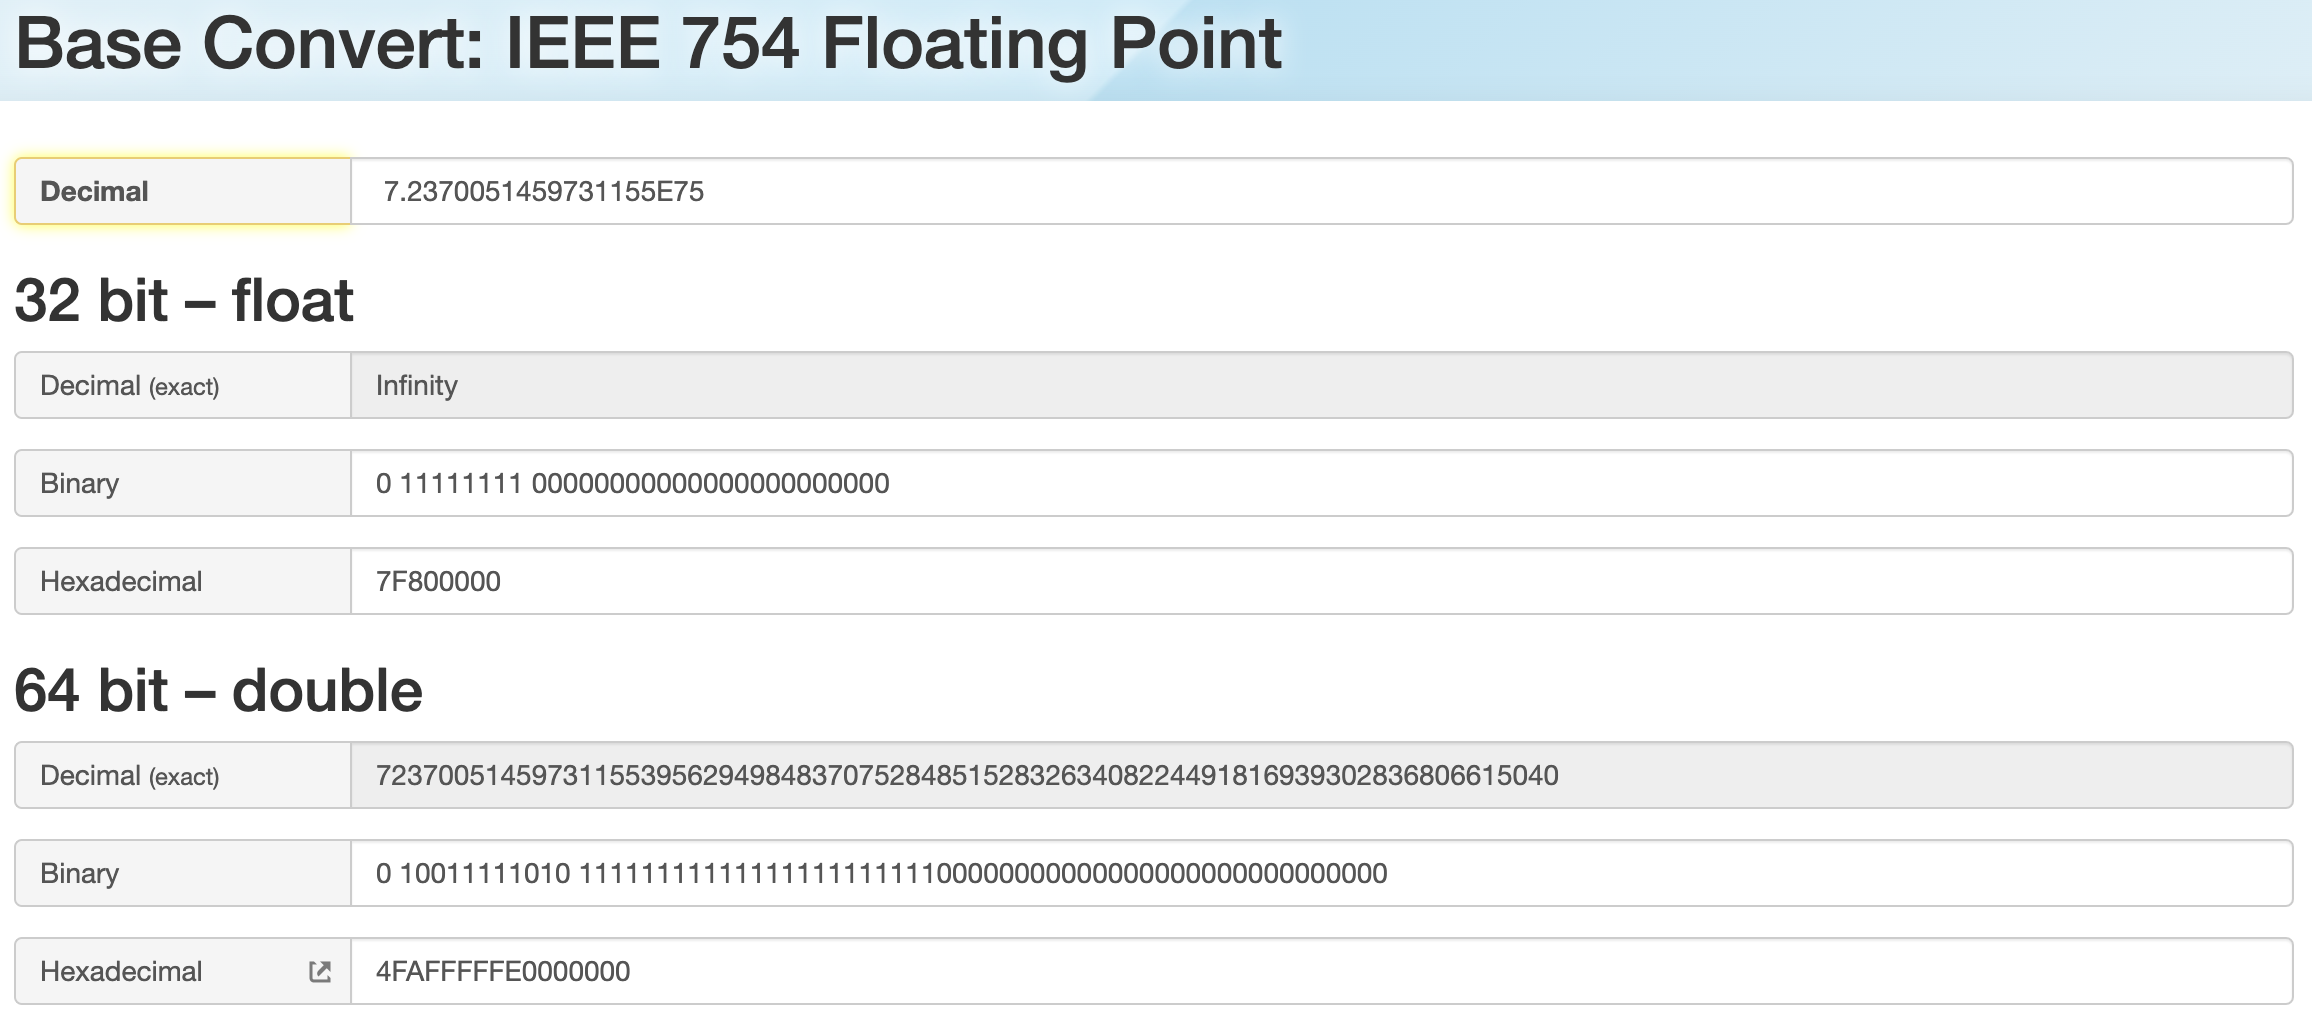 Base Convert: IEEE 754 Floating Point
Decimal 7.2370051459731155E75
32 bit – float
Decimal (exact) Infinity
Binary 0 11111111 00000000000000000000000
Hexadecimal 7F800000
64 bit – double
Decimal (exact) 7237005145973115539562949848370752848515283263408224491816939302836806615040
Binary 0 10011111010 1111111111111111111111100000000000000000000000000000
Hexadecimal 4FAFFFFFE0000000